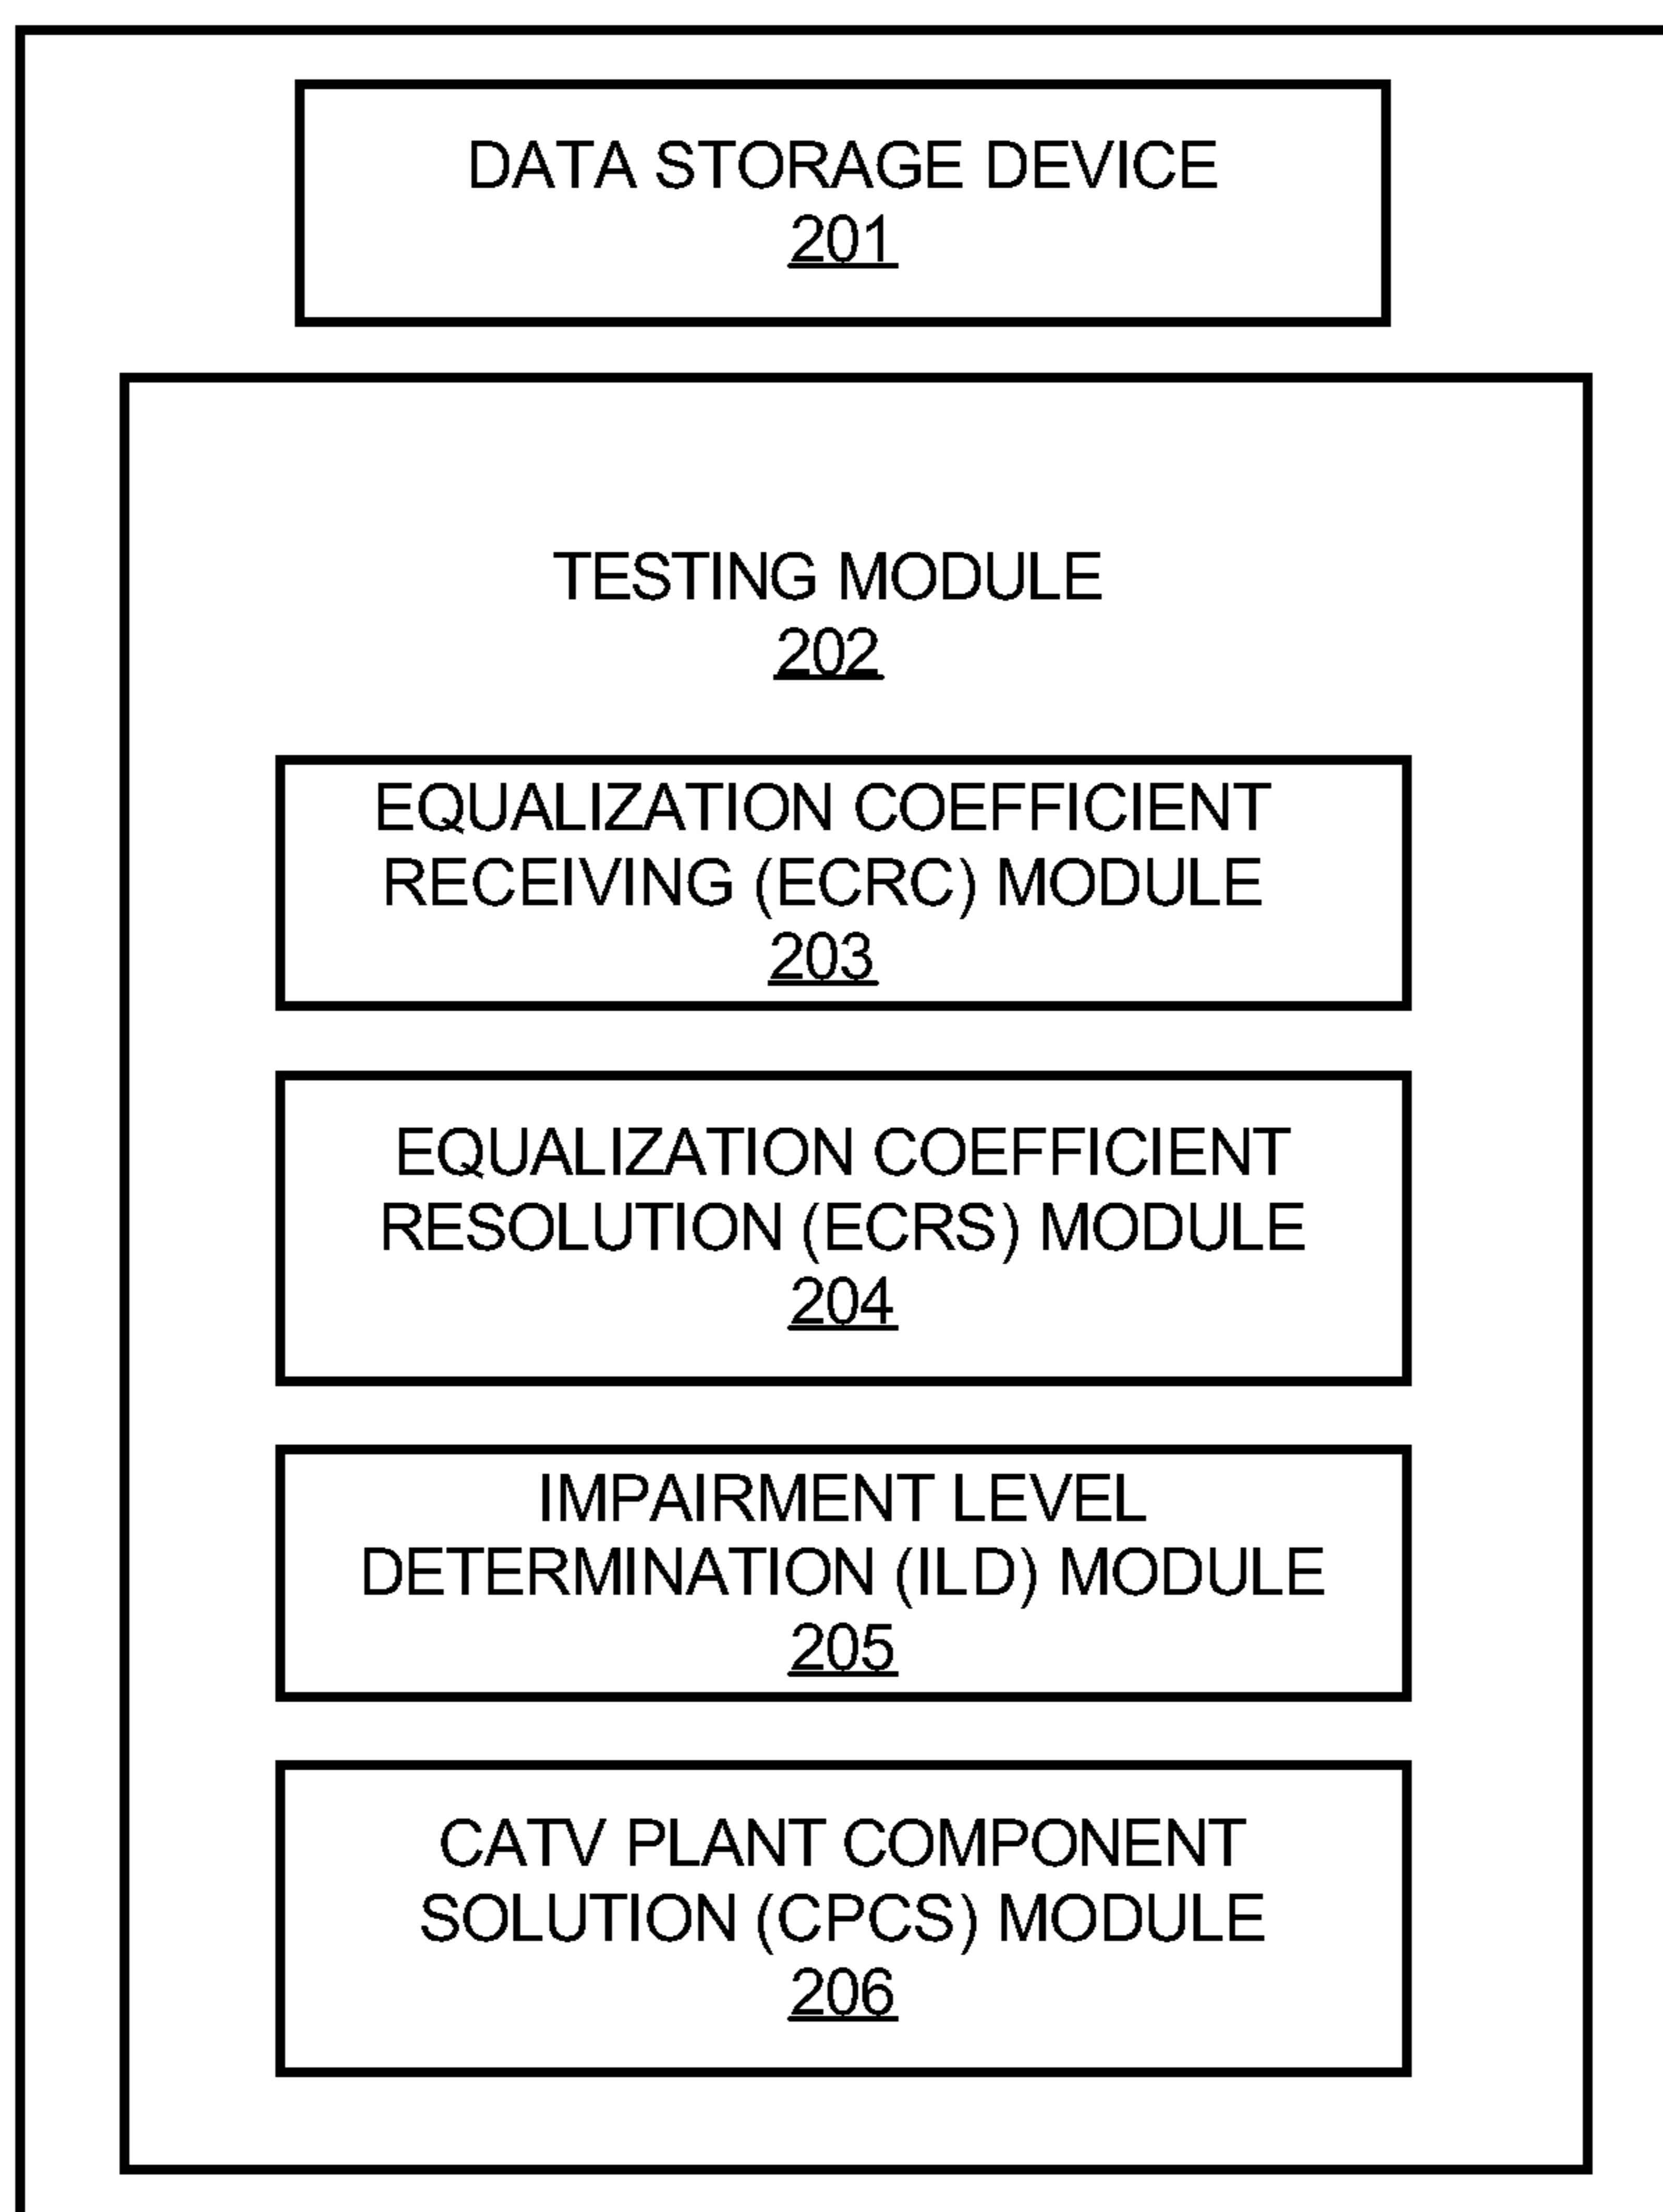 DATA STORAGE DEVICE
201
TESTING MODULE
202
EQUALIZATION COEFFICIENT
RECEIVING (ECRC) MODULE
203
EQUALIZATION COEFFICIENT
RESOLUTION (ECRS) MODULE
204
IMPAIRMENT LEVEL
DETERMINATION (ILD) MODULE
205
CATV PLANT COMPONENT
SOLUTION (CPCS) MODULE
206